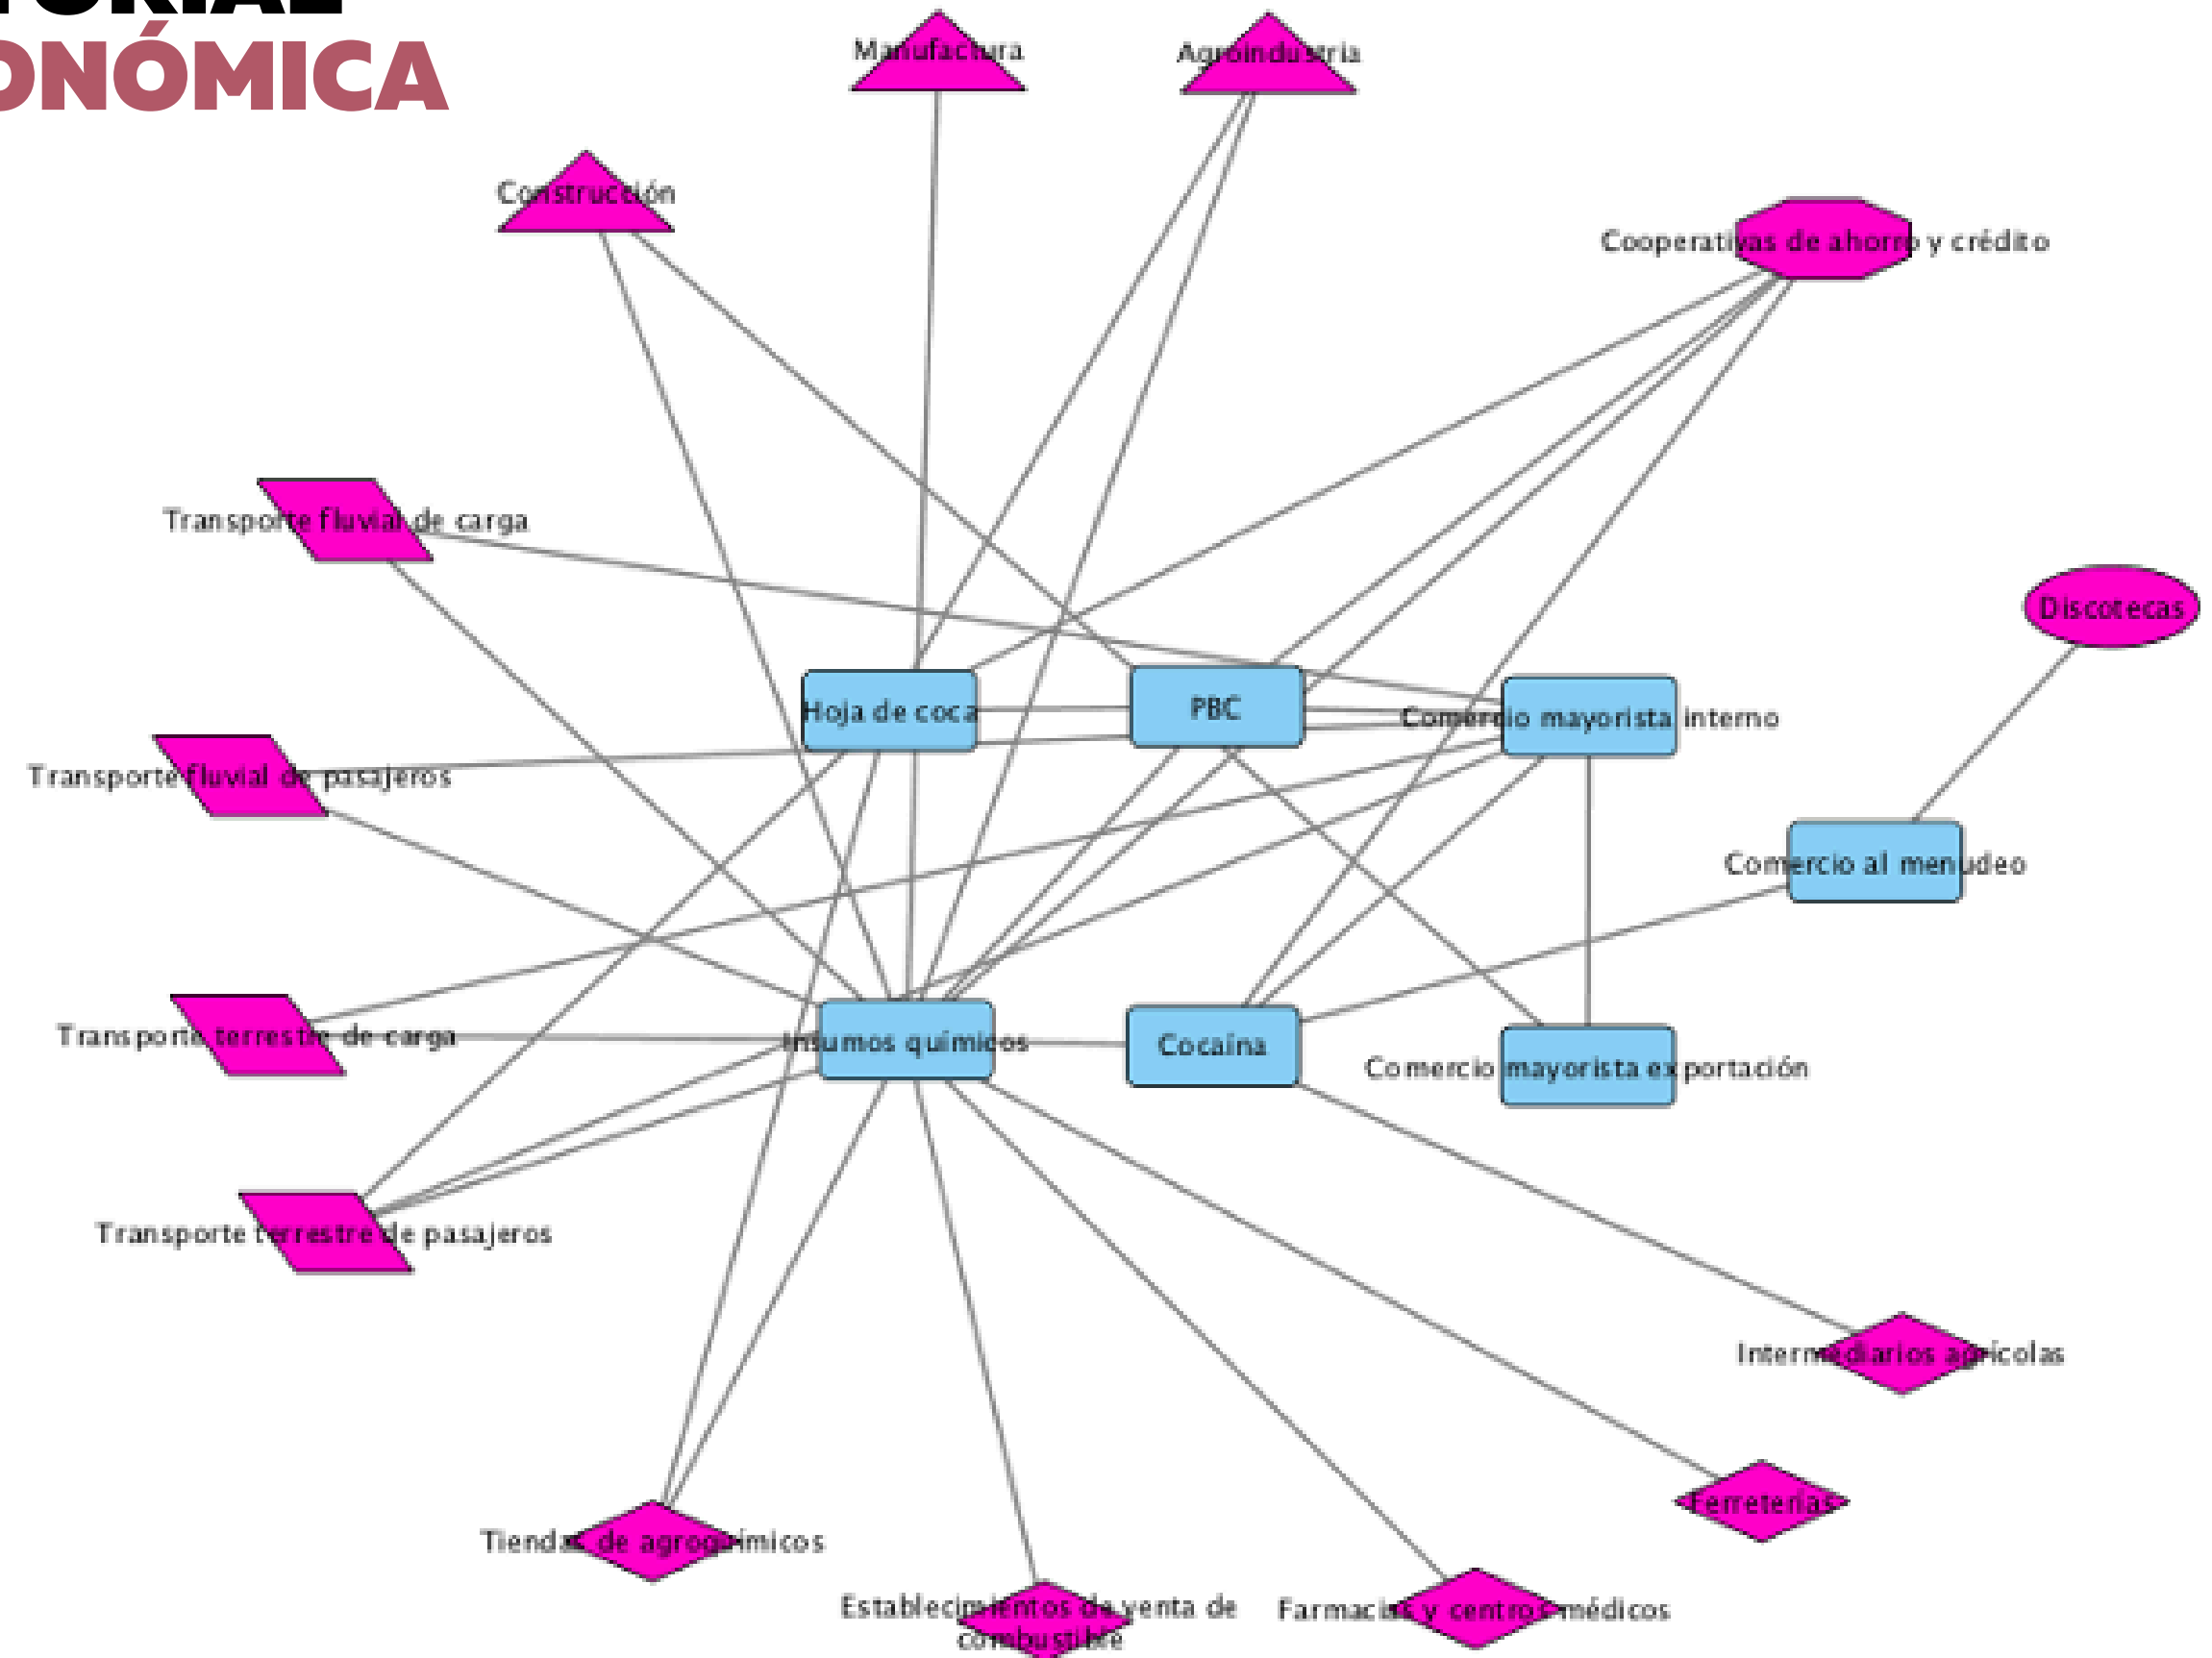 ONÓMICA
Manufactura
Agroindustria
Construcción
Cooperativas de ahorro y crédito
Transporte fluvial de carga
Discotecas
Hoja de coca
PBC
Comercio mayorista interno
Transporte fluvial de pasajeros
Comercio al menudeo
Transporte terrestre de carga
Insumos químicos
Cocaína
Comercio mayorista exportación
Transporte terrestre de pasajeros
Intermediarios agrícolas
Ferreterías
Tiendas de agroquímicos
Establecimientos de venta de
combustible
Farmacias y centros médicos